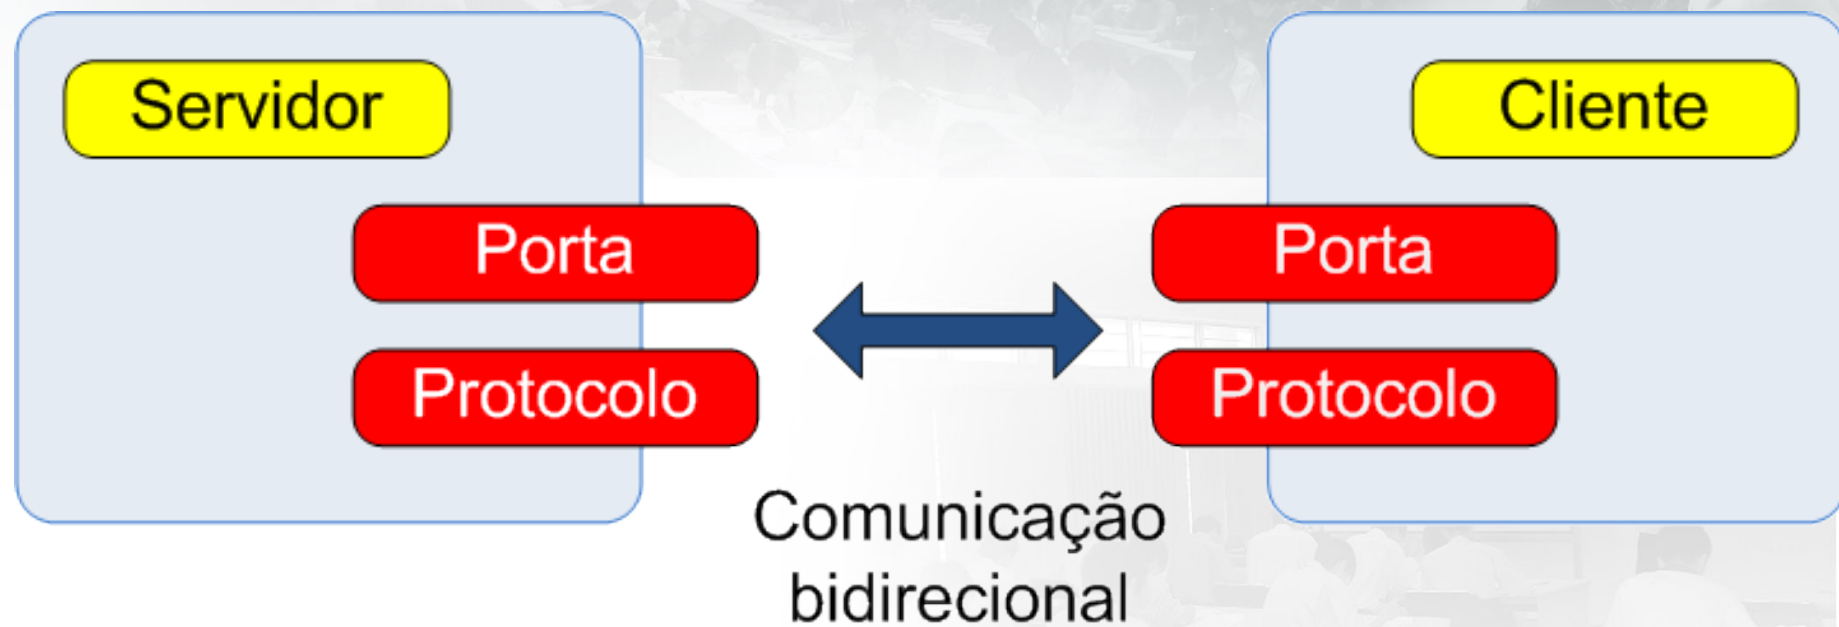 Servidor
Cliente
Porta
Porta
Protocolo
Protocolo
Comunicação
bidirecional